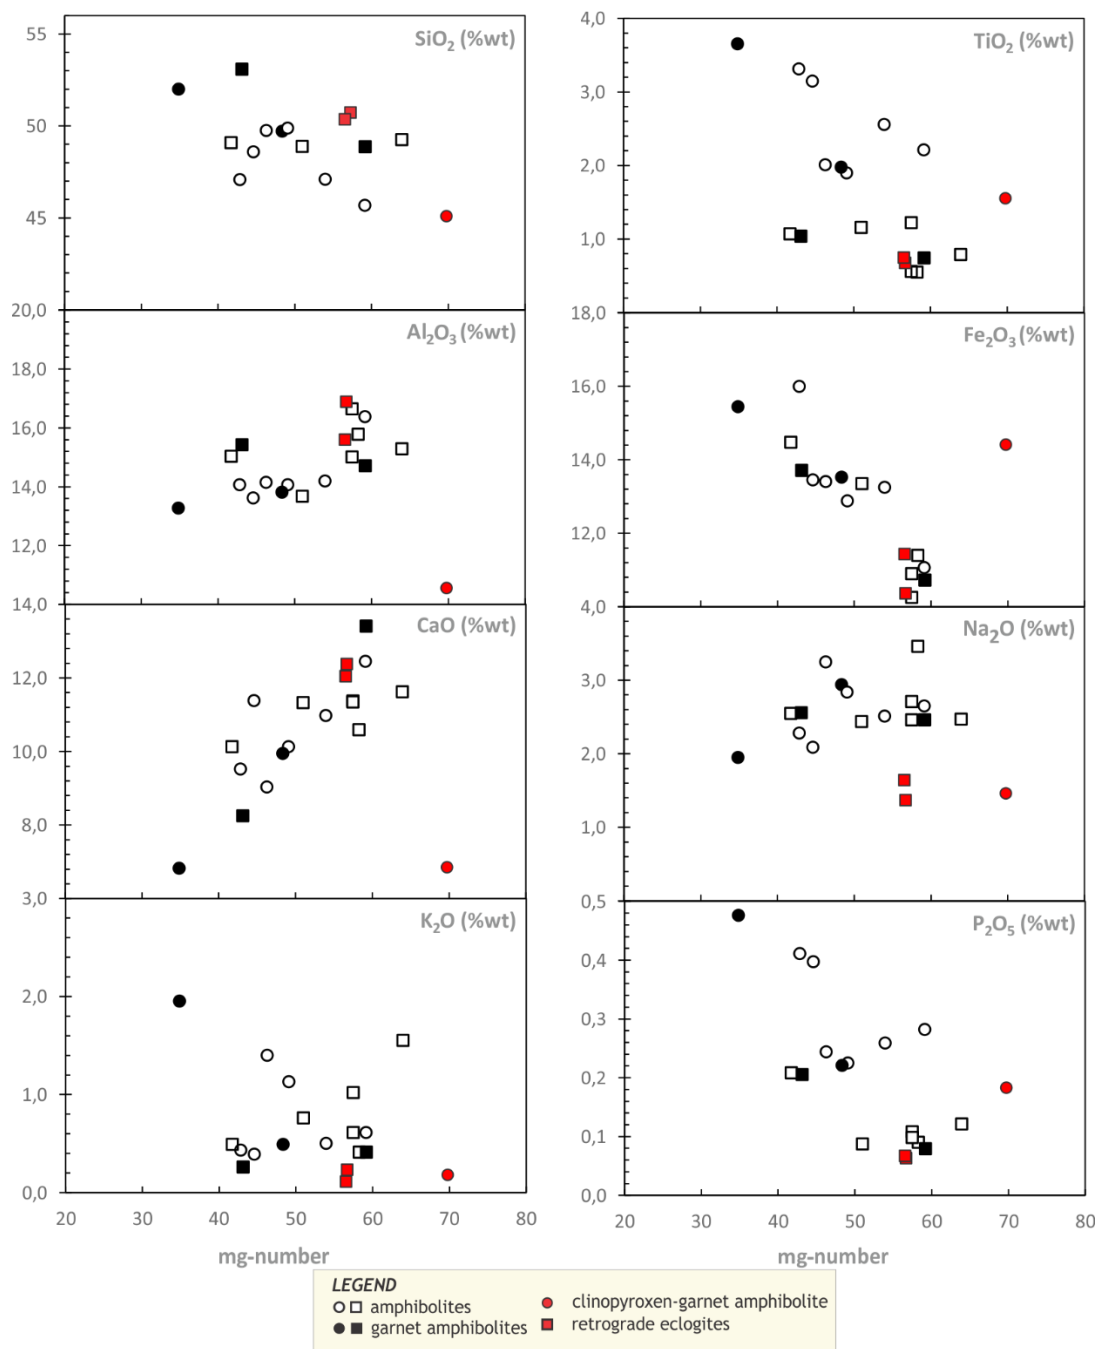 SiO₂ (%wt)
55
50
45
20,0
TiO₂ (%wt)
4,0
3,0
2,0
1,0
18,0
Al₂O₃ (%wt)
18,0
16,0
14,0
12,0
14,0
Fe₂O₃ (%wt)
16,0
14,0
12,0
4,0
CaO (%wt)
12,0
10,0
8,0
3,0
Na₂O (%wt)
3,0
2,0
1,0
0,5
K₂O (%wt)
2,0
1,0
0,0
20 30 40 50 60 70 80
mg-number
P₂O₅ (%wt)
0,4
0,3
0,2
0,1
0,0
20 30 40 50 60 70 80
mg-number
LEGEND
amphibolites
garnet amphibolites
clinopyroxen-garnet amphibolite
retrograde eclogites